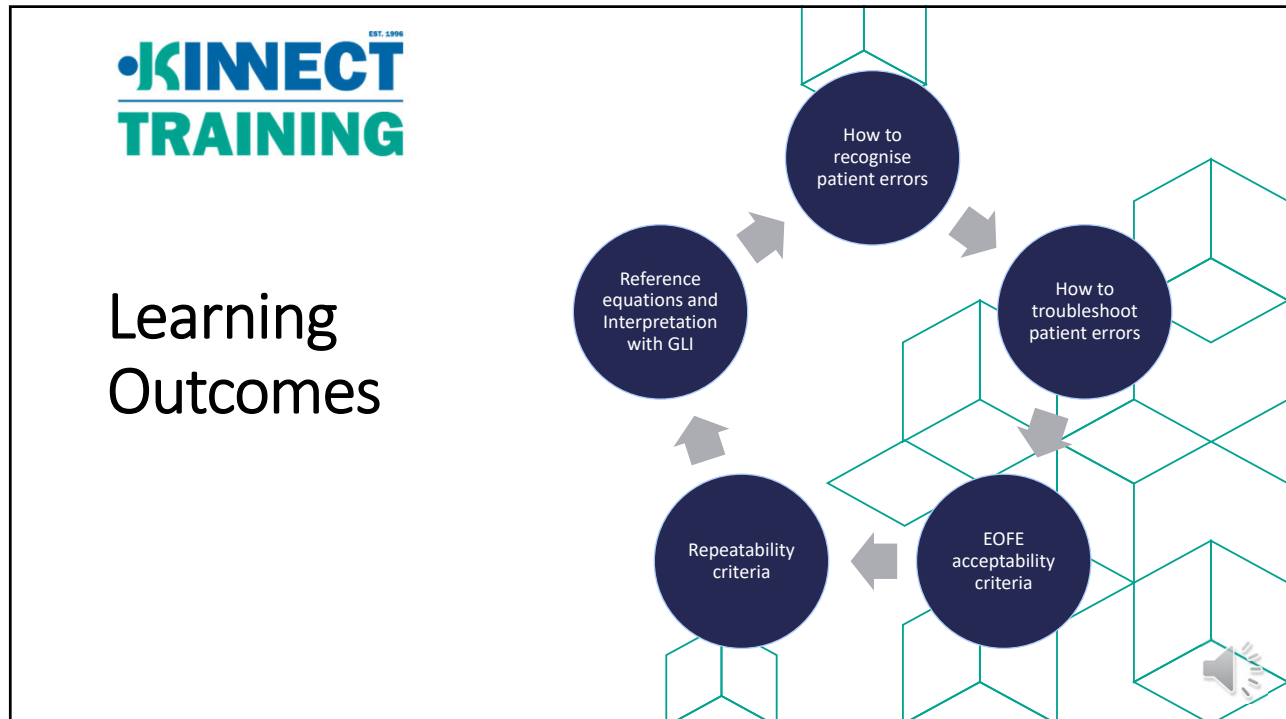 EST. 1996
KINNECT
TRAINING
Learning
Outcomes
How to
recognise
patient errors
How to
troubleshoot
patient errors
EOFE
acceptability
criteria
Repeatability
criteria
Reference
equations and
Interpretation
with GLI